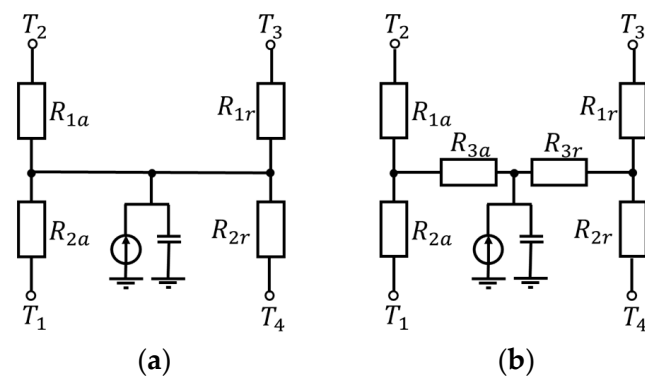 T2 T3 T2 T3
R1a R1r R1a R1r
R3a R3r
R2a R2r R2a R2r
T1 T4 T1 T4
(a) (b)